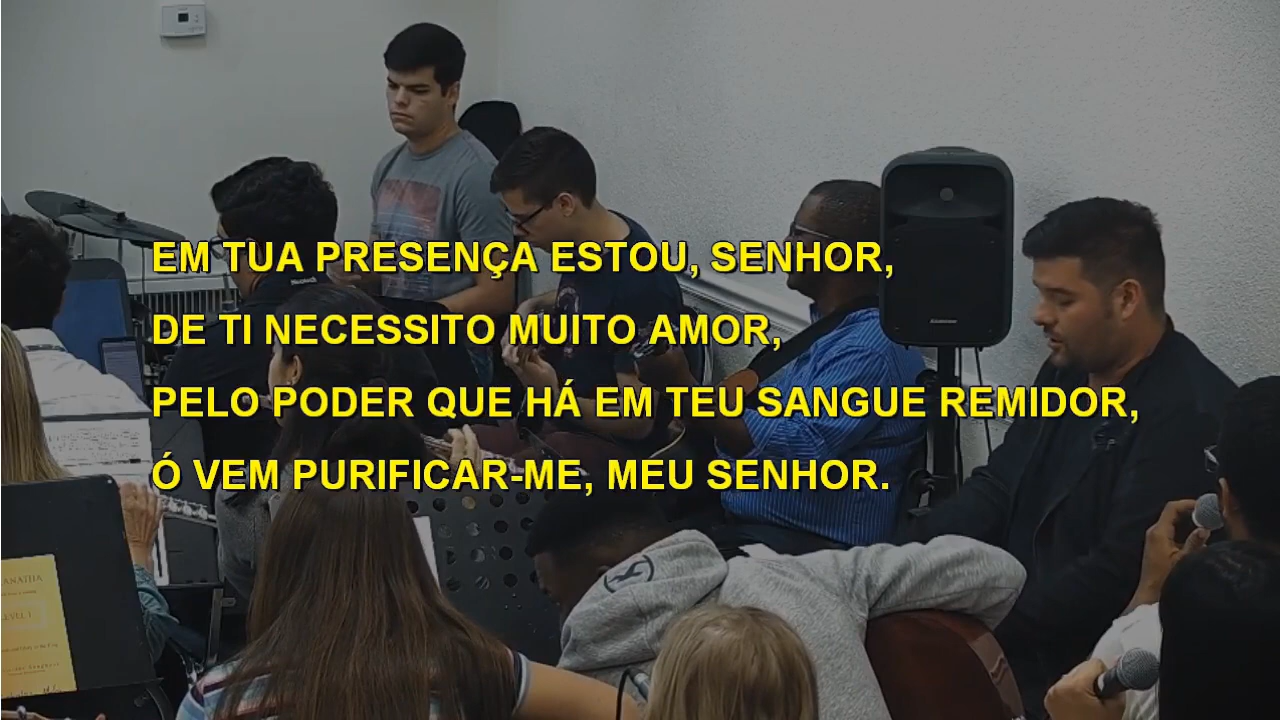 EM TUA PRESENÇA ESTOU, SENHOR,
DE TI NECESSITO MUITO AMOR,
PELO PODER QUE HÁ EM TEU SANGUE REMIDOR,
Ó VEM PURIFICAR-ME, MEU SENHOR.